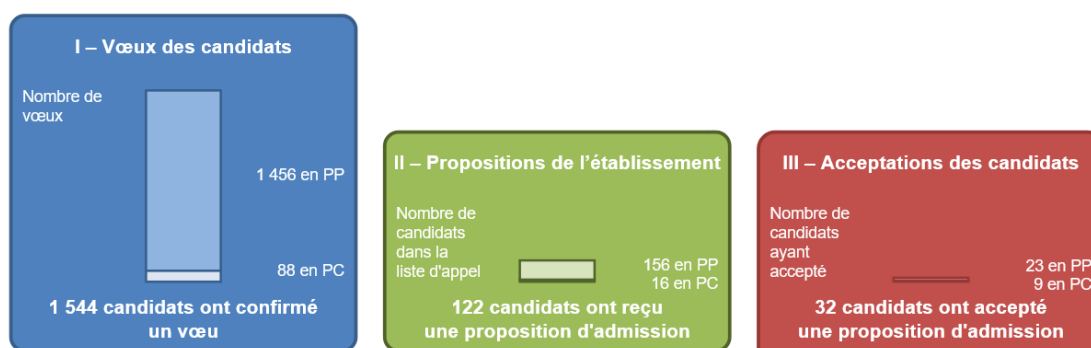 I – Vœux des candidats
Nombre de
vœux
1 456 en PP
88 en PC
1 544 candidats ont confirmé
un vœu
II – Propositions de l'établissement
Nombre de
candidats
dans la
liste d'appel
156 en PP
16 en PC
122 candidats ont reçu
une proposition d'admission
III – Acceptations des candidats
Nombre de
candidats
ayant
accepté
23 en PP
9 en PC
32 candidats ont accepté
une proposition d'admission